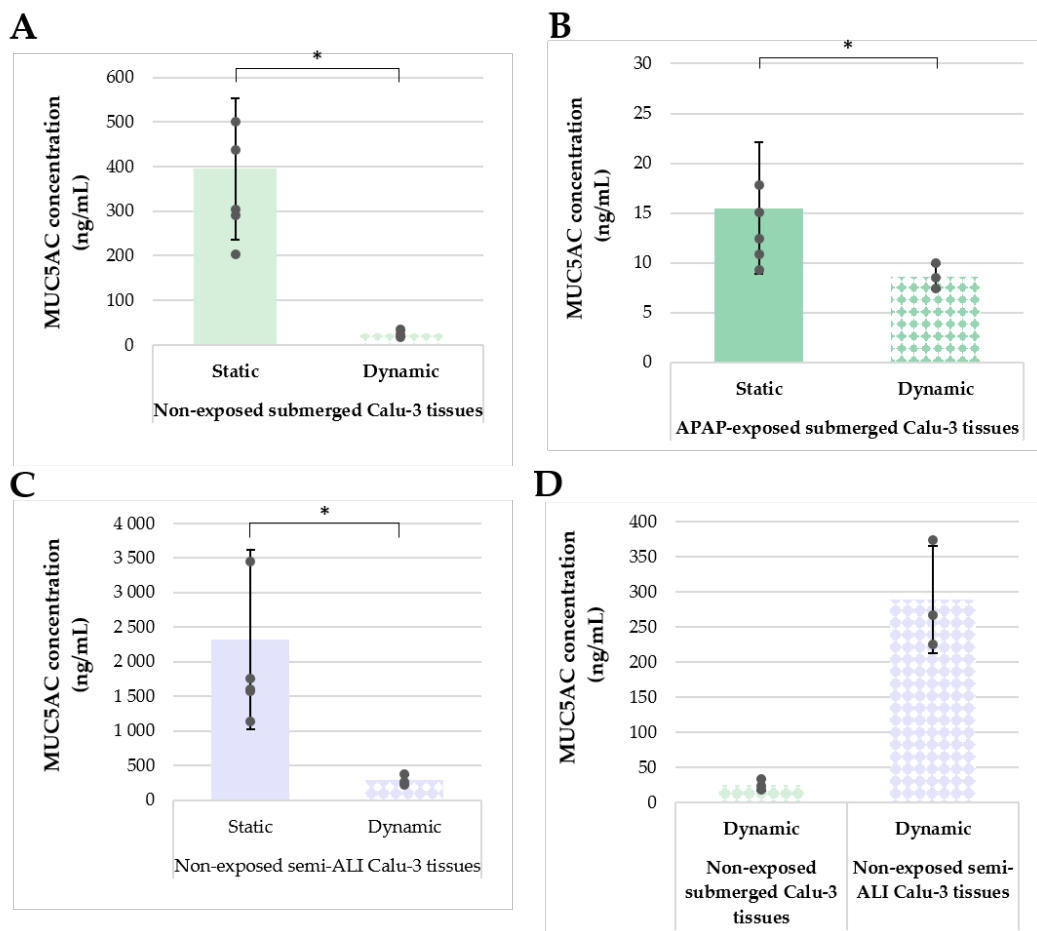 A
MUC5AC concentration
(ng/mL)
600
500
400
300
200
100
0
*
Static
Dynamic
Non-exposed submerged Calu-3 tissues
B
MUC5AC concentration
(ng/mL)
30
25
20
15
10
5
0
*
Static
Dynamic
APAP-exposed submerged Calu-3 tissues
C
MUC5AC concentration
(ng/mL)
4 000
3 500
3 000
2 500
2 000
1 500
1 000
500
0
*
Static
Dynamic
Non-exposed semi-ALI Calu-3 tissues
D
MUC5AC concentration
(ng/mL)
400
350
300
250
200
150
100
50
0
Dynamic
Non-exposed
submerged Calu-3
tissues
Dynamic
Non-exposed semi-
ALI Calu-3 tissues